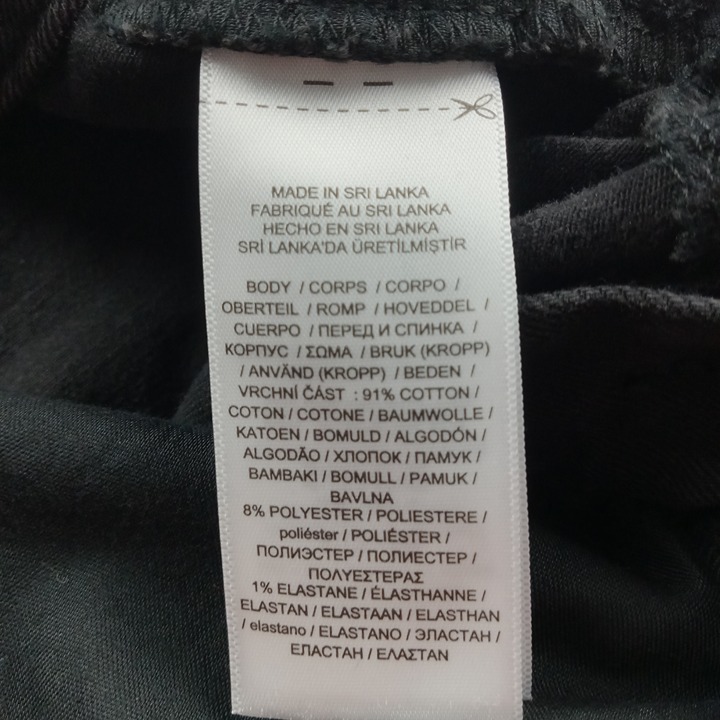 MADE IN SRI LANKA
FABRIQUÉ AU SRI LANKA
HECHO EN SRI LANKA
SRİ LANKA'DA ÜRETİLMİŞTİR
BODY / CORPS / CORPO /
OBERTEIL / ROMP / HOVEDDEL /
CUERPO / ПЕРЕД И СПИНКА /
КОРПУС / ΣΩΜΑ / BRUK (KROPP)
/ ANVÄND (KROPP) / BEDEN /
VRCHNÍ ČÁST : 91% COTTON /
COTON / COTONE / BAUMWOLLE /
KATOEN / BOMULD / ALGODÓN /
ALGODÃO / ХЛОПОК / ПАМУК /
ΒΑΜΒΑΚΙ / BOMULL / PAMUK /
BAVLNA
8% POLYESTER / POLIESTERE /
poliéster / POLIÉSTER /
ПОЛИЭСТЕР / ПОЛИЕСТЕР /
ΠΟΛΥΕΣΤΕΡΑΣ
1% ELASTANE / ÉLASTHANNE /
ELASTAN / ELASTAAN / ELASTHAN
/ elastano / ELASTANO / ЭЛАСТАН /
ЕЛАСТАН / ΕΛΑΣΤΑΝ